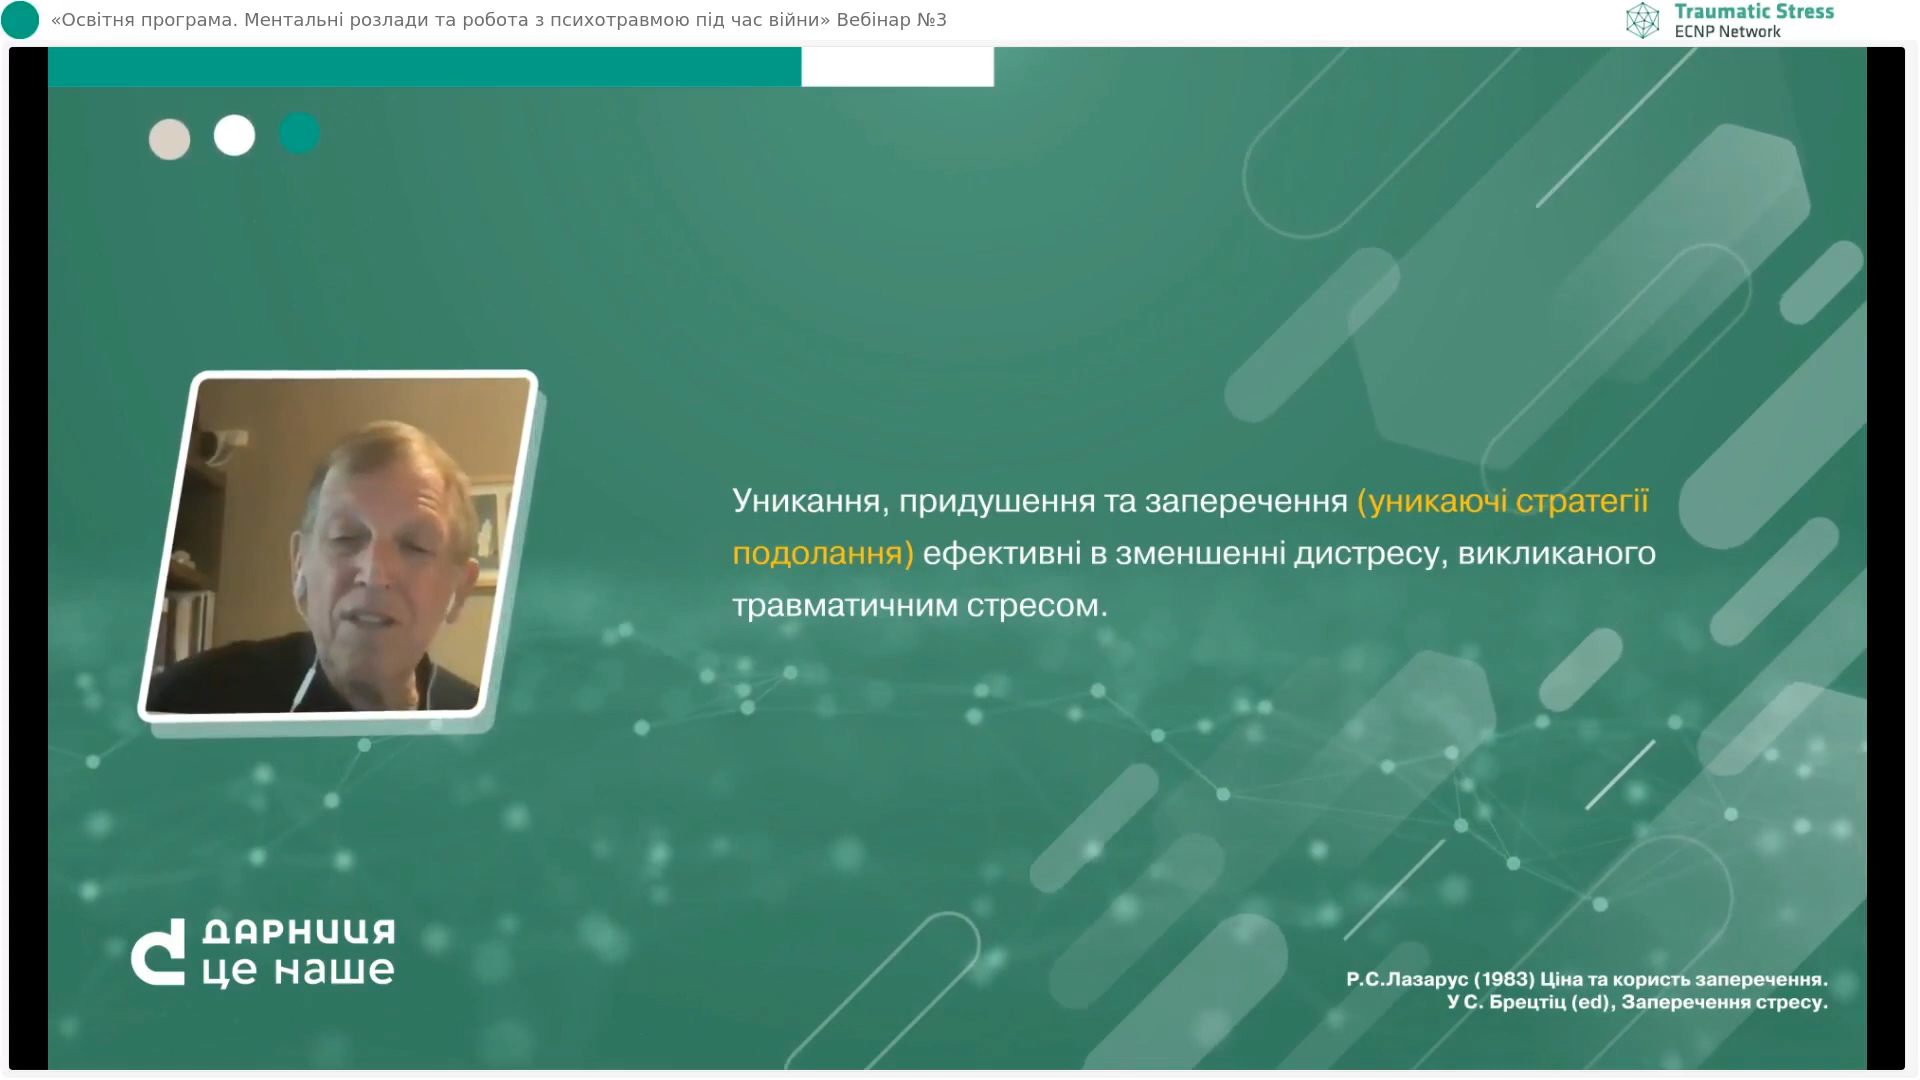 «Освітня програма. Ментальні розлади та робота з психотравмою під час війни» Вебінар №3
Traumatic Stress
ECNP Network
Уникання, придушення та заперечення (уникаючі стратегії
подолання) ефективні в зменшенні дистресу, викликаного
травматичним стресом.
ДАРНИЦЯ
це наше
Р.С.Лазарус (1983) Ціна та користь заперечення.
У С. Брецтіц (ed), Заперечення стресу.